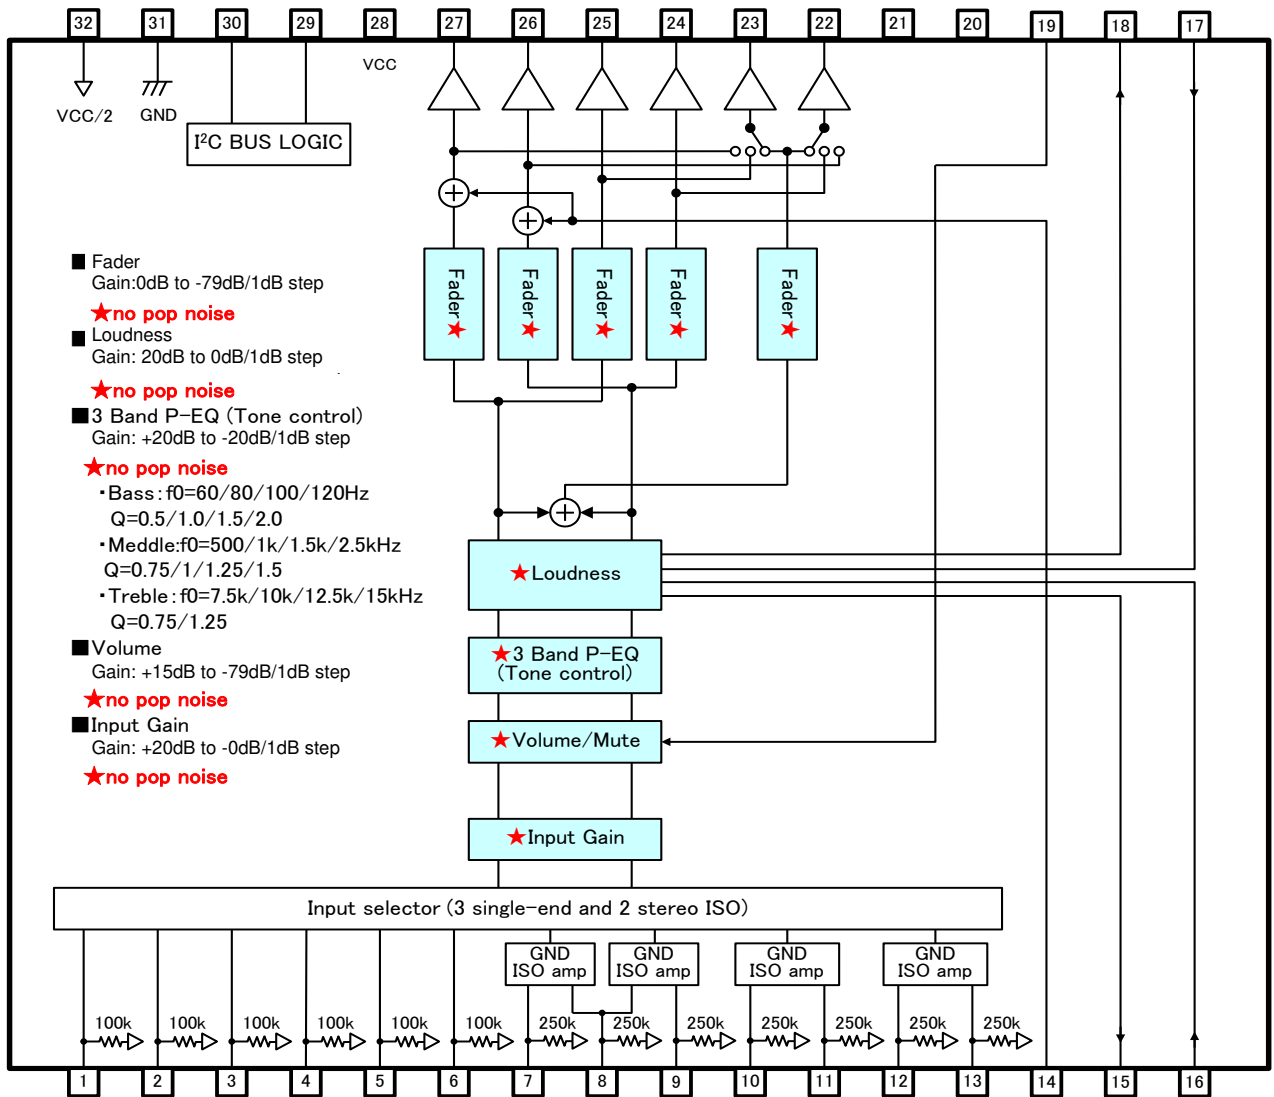 32 31 30 29 28 27 26 25 24 23 22 21 20 19 18 17
VCC
VCC/2 GND
I²C BUS LOGIC
■ Fader
Gain:0dB to -79dB/1dB step
★no pop noise
■ Loudness
Gain: 20dB to 0dB/1dB step
★no pop noise
■3 Band P-EQ (Tone control)
Gain: +20dB to -20dB/1dB step
★no pop noise
・Bass:f0=60/80/100/120Hz
Q=0.5/1.0/1.5/2.0
・Meddle:f0=500/1k/1.5k/2.5kHz
Q=0.75/1/1.25/1.5
・Treble:f0=7.5k/10k/12.5k/15kHz
Q=0.75/1.25
■Volume
Gain: +15dB to -79dB/1dB step
★no pop noise
■Input Gain
Gain: +20dB to -0dB/1dB step
★no pop noise
Fader★
Fader★
Fader★
Fader★
Fader★
★Loudness
★3 Band P-EQ
(Tone control)
★Volume/Mute
★Input Gain
Input selector (3 single-end and 2 stereo ISO)
GND
ISO amp
GND
ISO amp
GND
ISO amp
GND
ISO amp
100k 100k 100k 100k 100k 100k 250k 250k 250k 250k 250k 250k 250k
1 2 3 4 5 6 7 8 9 10 11 12 13 14 15 16